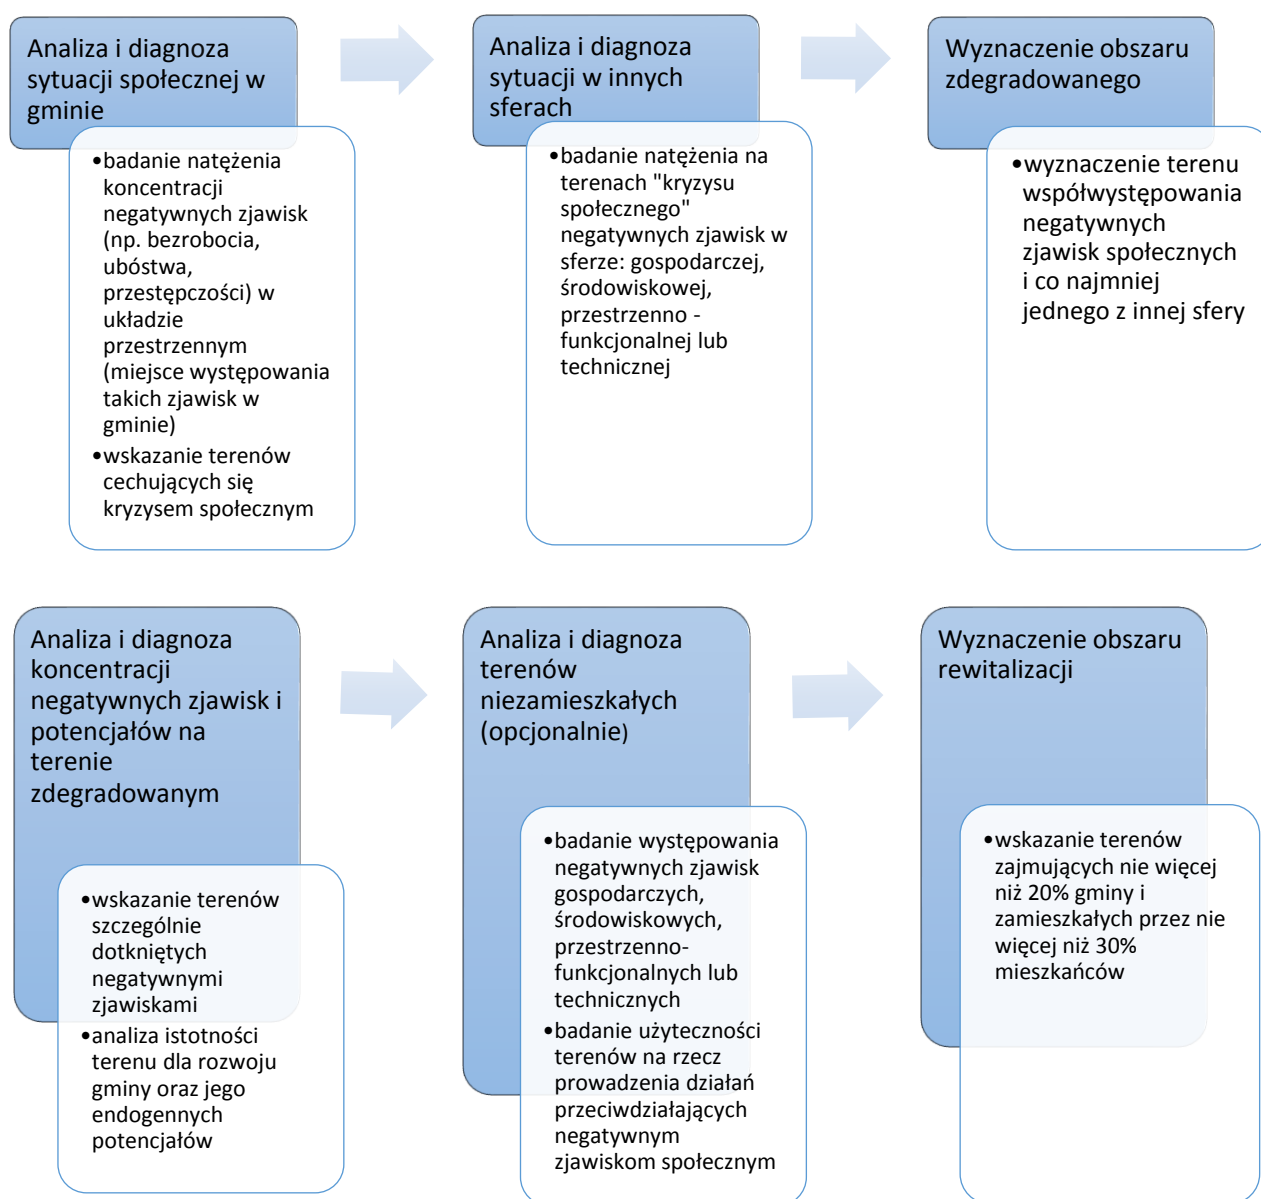 Analiza i diagnoza
sytuacji społecznej w
gminie
•badanie natężenia
koncentracji
negatywnych zjawisk
(np. bezrobocia,
ubóstwa,
przestępczości) w
układzie
przestrzennym
(miejsce występowania
takich zjawisk w
gminie)
•wskazanie terenów
cechujących się
kryzysem społecznym
Analiza i diagnoza
sytuacji w innych
sferach
•badanie natężenia na
terenach "kryzysu
społecznego"
negatywnych zjawisk w
sferze: gospodarczej,
środowiskowej,
przestrzenno -
funkcjonalnej lub
technicznej
Wyznaczenie obszaru
zdegradowanego
•wyznaczenie terenu
współwystępowania
negatywnych
zjawisk społecznych
i co najmniej
jednego z innej sfery
Analiza i diagnoza
koncentracji
negatywnych zjawisk i
potencjałów na
terenie
zdegradowanym
•wskazanie terenów
szczególnie
dotkniętych
negatywnymi
zjawiskami
•analiza istotności
terenu dla rozwoju
gminy oraz jego
endogennych
potencjałów
Analiza i diagnoza
terenów
niezamieszkałych
(opcjonalnie)
•badanie występowania
negatywnych zjawisk
gospodarczych,
środowiskowych,
przestrzenno-
funkcjonalnych lub
technicznych
•badanie użyteczności
terenów na rzecz
prowadzenia działań
przeciwdziałających
negatywnym
zjawiskom społecznym
Wyznaczenie obszaru
rewitalizacji
•wskazanie terenów
zajmujących nie więcej
niż 20% gminy i
zamieszkałych przez nie
więcej niż 30%
mieszkańców